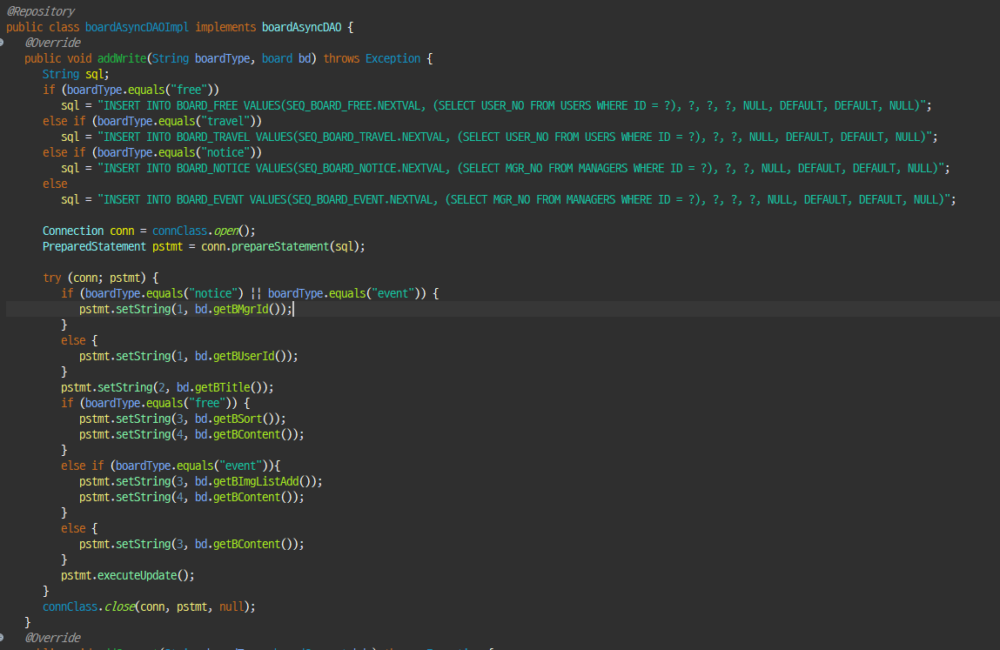 @Repository
public class boardAsyncDAOImpl implements boardAsyncDAO {
@Override
public void addWrite(String boardType, board bd) throws Exception {
String sql;
if (boardType.equals("free"))
sql = "INSERT INTO BOARD_FREE VALUES(SEQ_BOARD_FREE.NEXTVAL, (SELECT USER_NO FROM USERS WHERE ID = ?), ?, ?, ?, NULL, DEFAULT, DEFAULT, NULL)";
else if (boardType.equals("travel"))
sql = "INSERT INTO BOARD_TRAVEL VALUES(SEQ_BOARD_TRAVEL.NEXTVAL, (SELECT USER_NO FROM USERS WHERE ID = ?), ?, ?, NULL, DEFAULT, DEFAULT, NULL)";
else if (boardType.equals("notice"))
sql = "INSERT INTO BOARD_NOTICE VALUES(SEQ_BOARD_NOTICE.NEXTVAL, (SELECT MGR_NO FROM MANAGERS WHERE ID = ?), ?, ?, NULL, DEFAULT, DEFAULT, NULL)";
else
sql = "INSERT INTO BOARD_EVENT VALUES(SEQ_BOARD_EVENT.NEXTVAL, (SELECT MGR_NO FROM MANAGERS WHERE ID = ?), ?, ?, ?, NULL, DEFAULT, DEFAULT, NULL)";
Connection conn = connClass.open();
PreparedStatement pstmt = conn.prepareStatement(sql);
try (conn; pstmt) {
if (boardType.equals("notice") || boardType.equals("event")) {
pstmt.setString(1, bd.getBMgrId());
}
else {
pstmt.setString(1, bd.getBUserId());
}
pstmt.setString(2, bd.getBTitle());
if (boardType.equals("free")) {
pstmt.setString(3, bd.getBSort());
pstmt.setString(4, bd.getBContent());
}
else if (boardType.equals("event")){
pstmt.setString(3, bd.getBImgListAdd());
pstmt.setString(4, bd.getBContent());
}
else {
pstmt.setString(3, bd.getBContent());
}
pstmt.executeUpdate();
}
connClass.close(conn, pstmt, null);
}
@Override